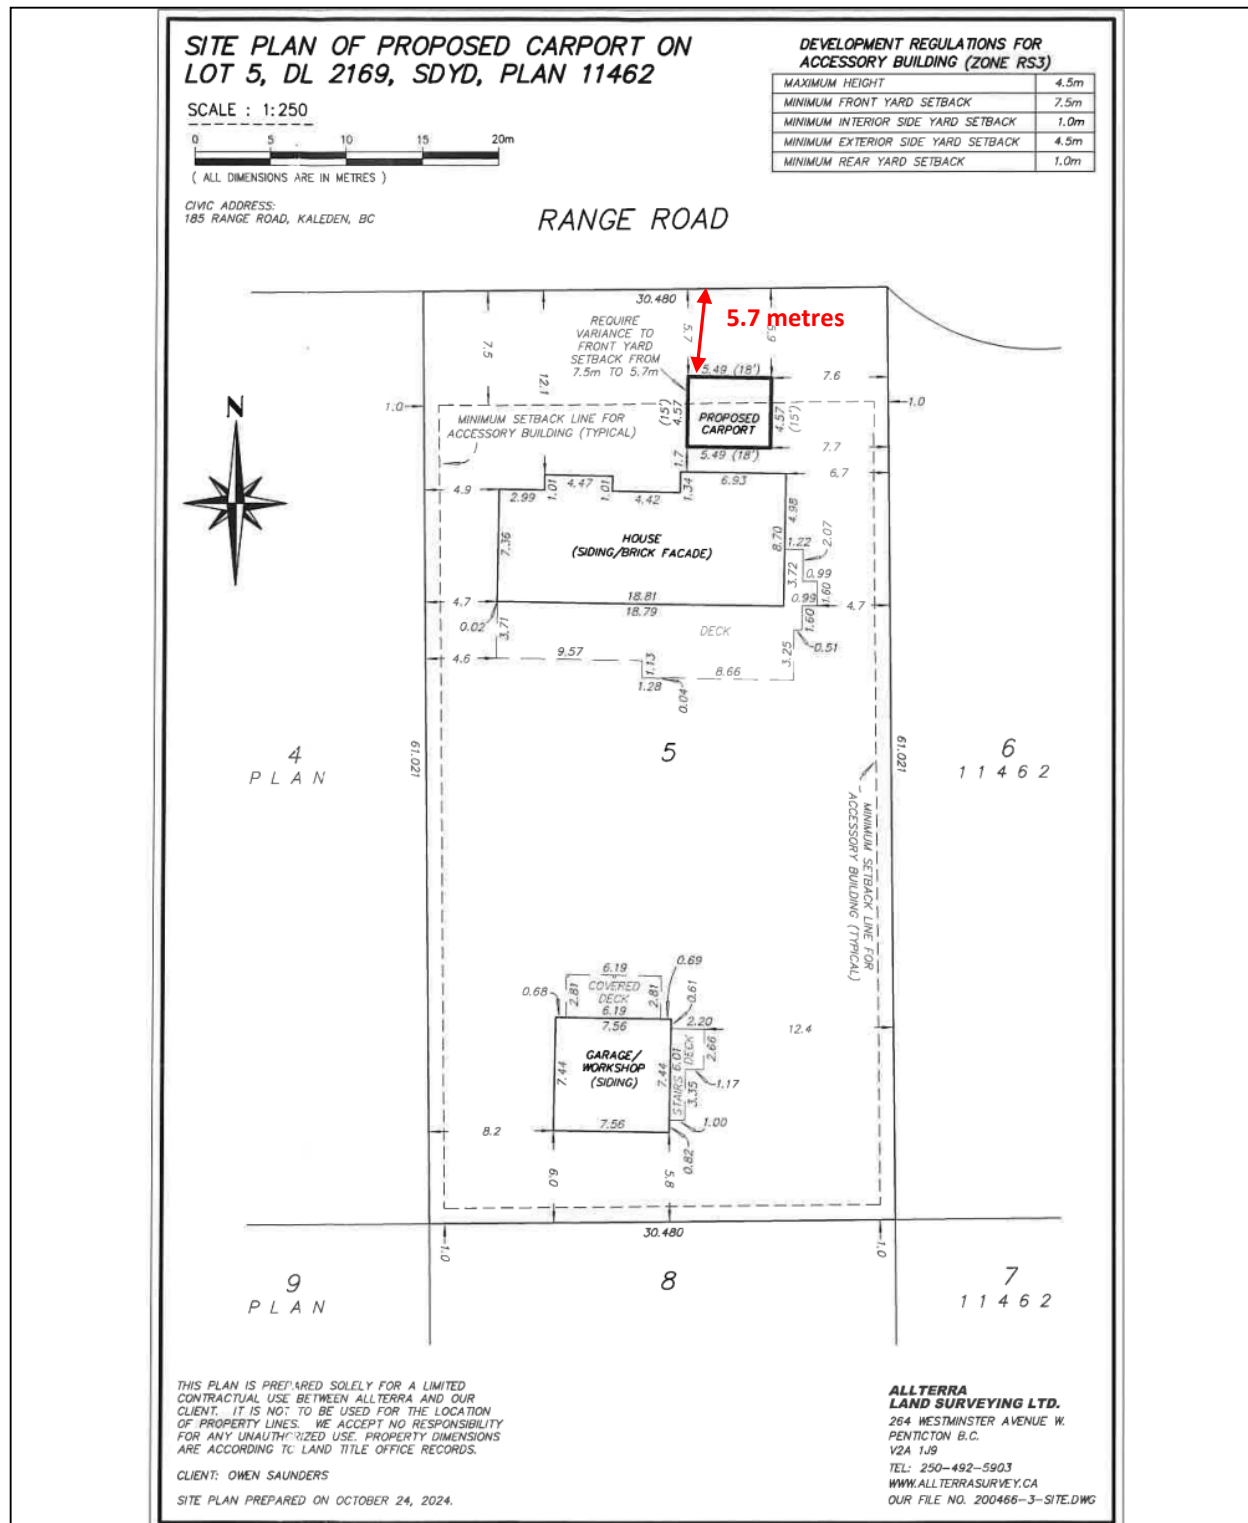 SITE PLAN OF PROPOSED CARPORT ON
LOT 5, DL 2169, SDYD, PLAN 11462
SCALE : 1:250
0 5 10 15 20m
( ALL DIMENSIONS ARE IN METRES )
CIVIC ADDRESS:
185 RANGE ROAD, KALEDEN, BC
DEVELOPMENT REGULATIONS FOR
ACCESSORY BUILDING (ZONE RS3)
MAXIMUM HEIGHT 4.5m
MINIMUM FRONT YARD SETBACK 7.5m
MINIMUM INTERIOR SIDE YARD SETBACK 1.0m
MINIMUM EXTERIOR SIDE YARD SETBACK 4.5m
MINIMUM REAR YARD SETBACK 1.0m
RANGE ROAD
30.480
5.7 metres
REQUIRE
VARIANCE TO
FRONT YARD
SETBACK FROM
7.5m TO 5.7m
7.5
12.1
5.7
5.9
5.49 (18')
7.6
1.0
1.0
4.57
(15')
PROPOSED
CARPORT
4.57
(15')
MINIMUM SETBACK LINE FOR
ACCESSORY BUILDING (TYPICAL)
5.49 (18')
7.7
1.7
6.7
4.9
2.99
1.01
4.47
1.01
4.42
1.34
6.93
4.98
8.70
7.36
HOUSE
(SIDING/BRICK FACADE)
1.22
2.07
3.72
0.99
0.99
1.60
4.7
4.7
18.81
18.79
0.02
3.71
DECK
1.60
0.51
3.25
4.6
9.57
1.13
1.28
8.66
0.04
N
4
PLAN
61.021
5
61.021
6
11462
MINIMUM SETBACK LINE FOR
ACCESSORY BUILDING (TYPICAL)
6.19
0.69
0.68
2.81
COVERED
DECK
2.81
0.61
6.19
7.56
2.20
12.4
GARAGE/
WORKSHOP
(SIDING)
7.44
7.44
STAIRS
6.01
DECK
2.66
1.17
3.35
1.00
7.56
8.2
0.82
6.0
5.8
30.480
1.0
1.0
9
PLAN
8
7
11462
THIS PLAN IS PREPARED SOLELY FOR A LIMITED
CONTRACTUAL USE BETWEEN ALLTERRA AND OUR
CLIENT. IT IS NOT TO BE USED FOR THE LOCATION
OF PROPERTY LINES. WE ACCEPT NO RESPONSIBILITY
FOR ANY UNAUTHORIZED USE. PROPERTY DIMENSIONS
ARE ACCORDING TO LAND TITLE OFFICE RECORDS.
CLIENT: OWEN SAUNDERS
SITE PLAN PREPARED ON OCTOBER 24, 2024.
ALLTERRA
LAND SURVEYING LTD.
264 WESTMINSTER AVENUE W.
PENTICTON B.C.
V2A 1J9
TEL: 250-492-5903
WWW.ALLTERRASURVEY.CA
OUR FILE NO. 200466-3-SITE.DWG